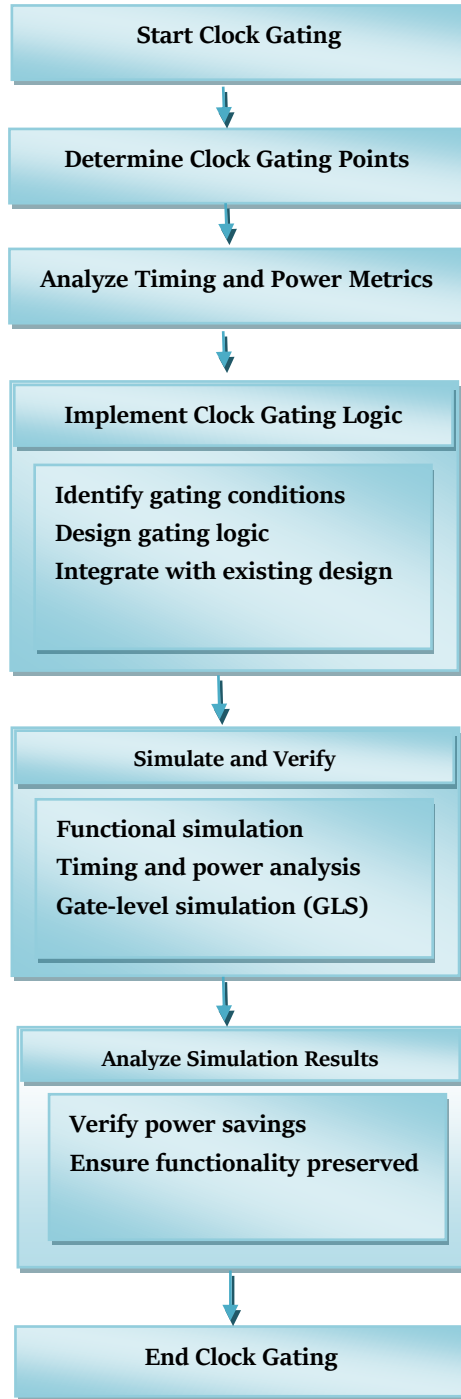 Start Clock Gating
Determine Clock Gating Points
Analyze Timing and Power Metrics
Implement Clock Gating Logic
Identify gating conditions
Design gating logic
Integrate with existing design
Simulate and Verify
Functional simulation
Timing and power analysis
Gate-level simulation (GLS)
Analyze Simulation Results
Verify power savings
Ensure functionality preserved
End Clock Gating